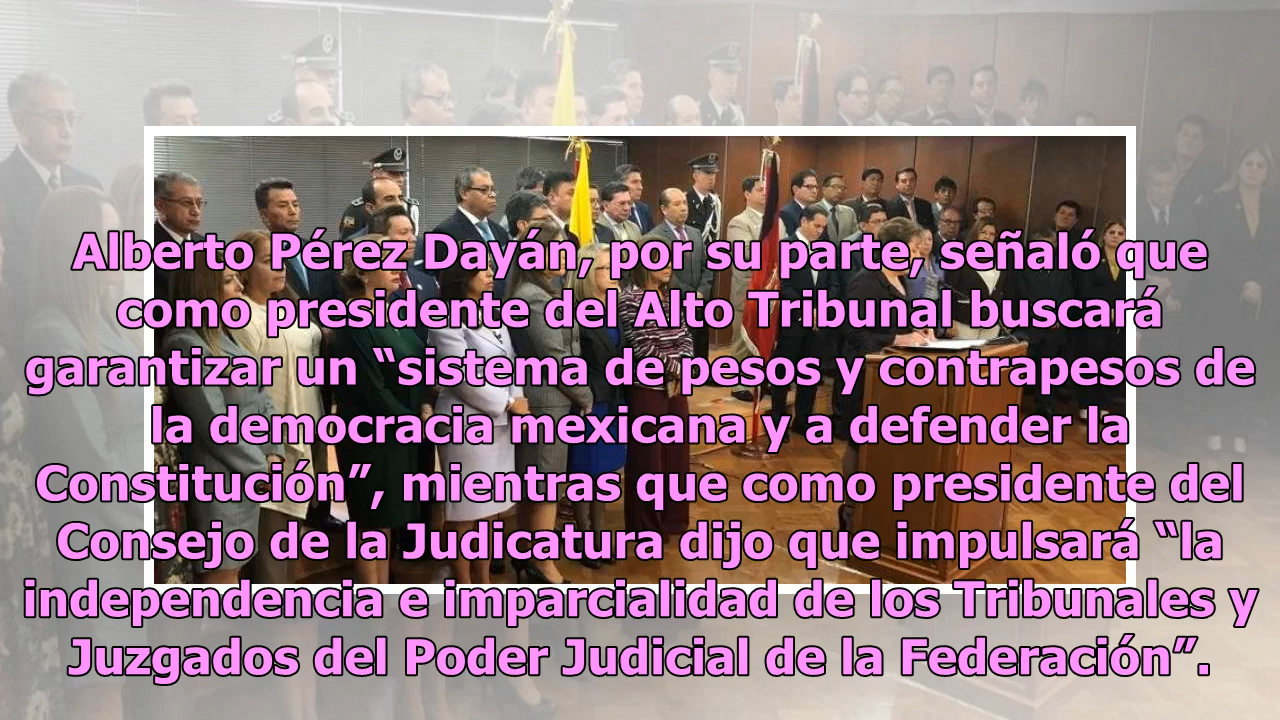 Alberto Pérez Dayán, por su parte, señaló que
como presidente del Alto Tribunal buscará
garantizar un “sistema de pesos y contrapesos de
la democracia mexicana y a defender la
Constitución”, mientras que como presidente del
Consejo de la Judicatura dijo que impulsará “la
independencia e imparcialidad de los Tribunales y
Juzgados del Poder Judicial de la Federación”.